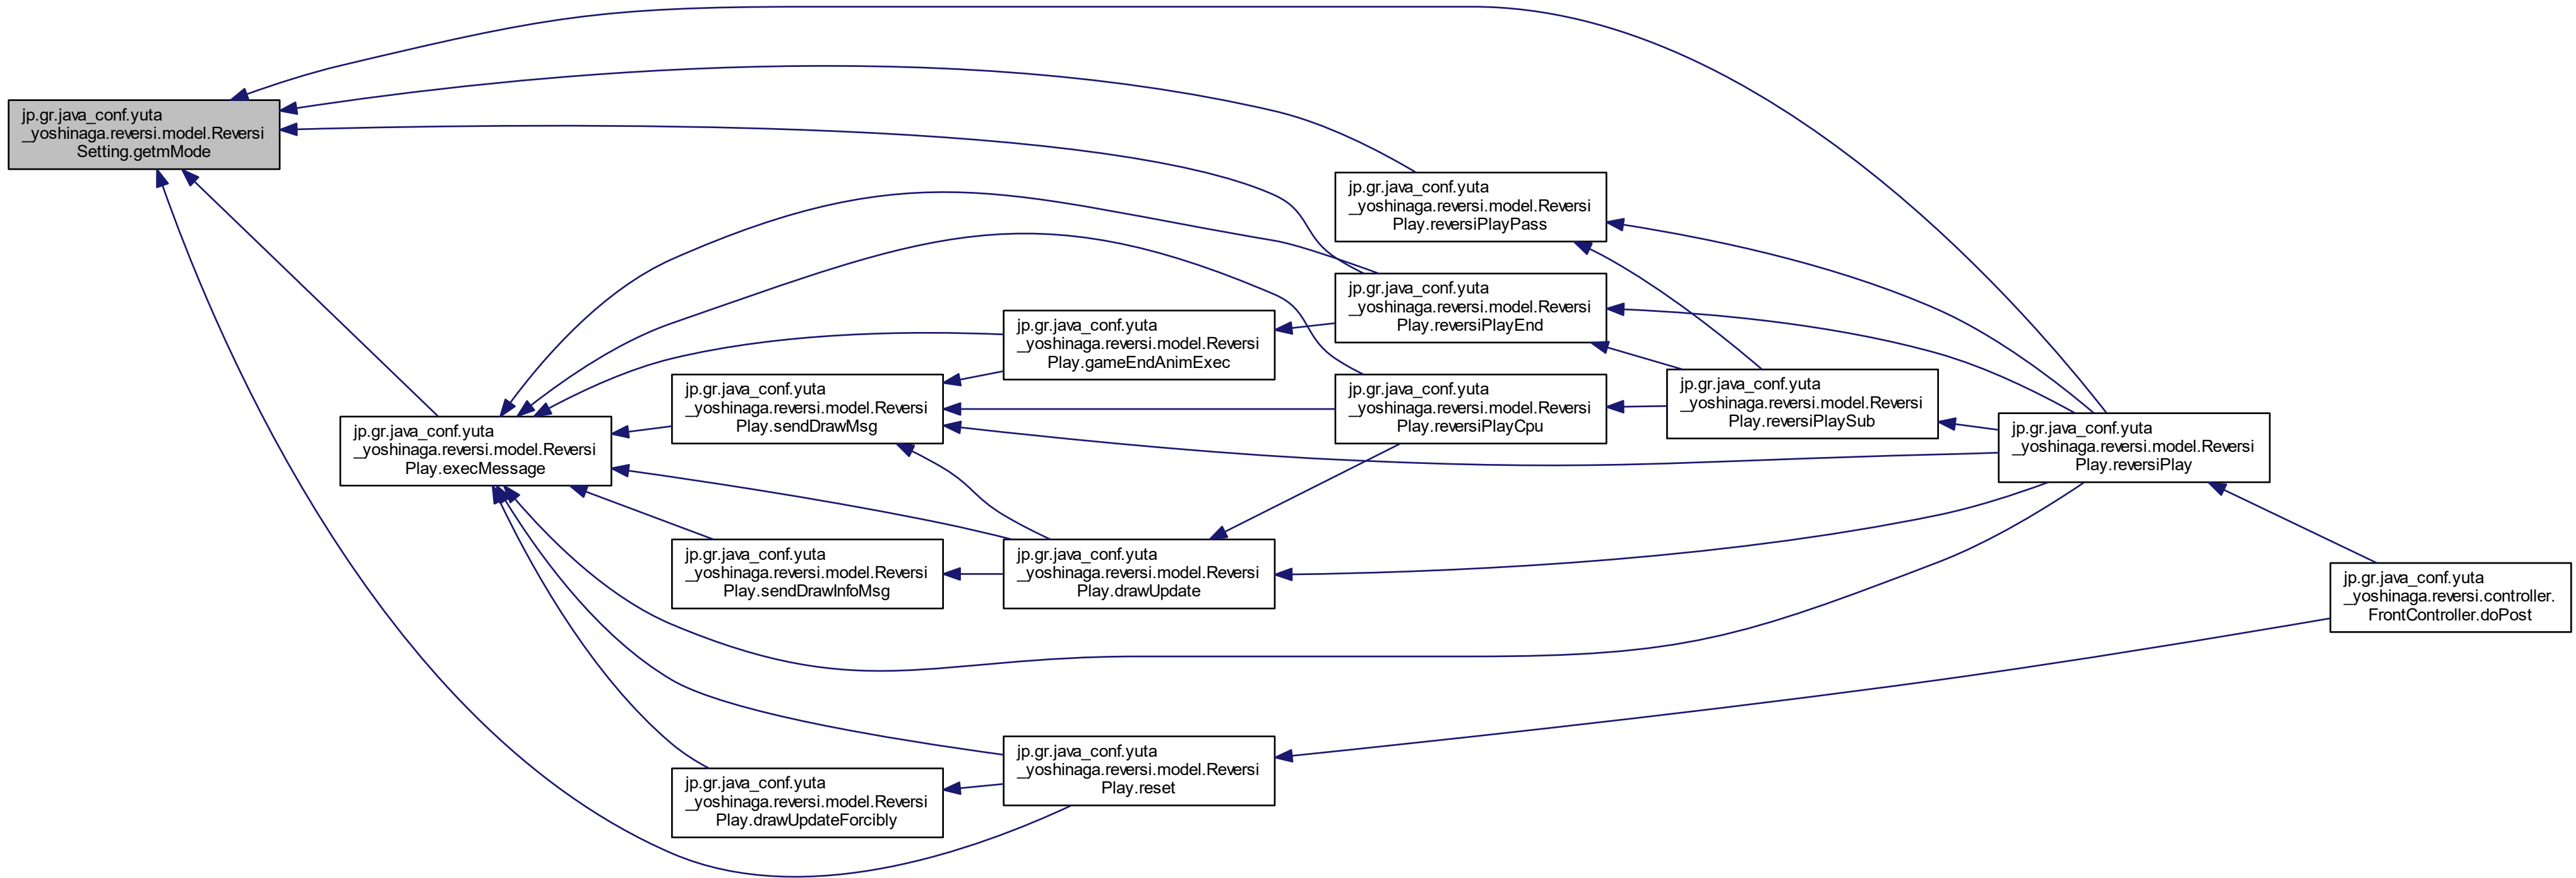 jp.gr.java_conf.yuta
_yoshinaga.reversi.model.Reversi
Setting.getmMode
jp.gr.java_conf.yuta
_yoshinaga.reversi.model.Reversi
Play.execMessage
jp.gr.java_conf.yuta
_yoshinaga.reversi.model.Reversi
Play.sendDrawMsg
jp.gr.java_conf.yuta
_yoshinaga.reversi.model.Reversi
Play.sendDrawInfoMsg
jp.gr.java_conf.yuta
_yoshinaga.reversi.model.Reversi
Play.drawUpdateForcibly
jp.gr.java_conf.yuta
_yoshinaga.reversi.model.Reversi
Play.gameEndAnimExec
jp.gr.java_conf.yuta
_yoshinaga.reversi.model.Reversi
Play.drawUpdate
jp.gr.java_conf.yuta
_yoshinaga.reversi.model.Reversi
Play.reset
jp.gr.java_conf.yuta
_yoshinaga.reversi.model.Reversi
Play.reversiPlayPass
jp.gr.java_conf.yuta
_yoshinaga.reversi.model.Reversi
Play.reversiPlayEnd
jp.gr.java_conf.yuta
_yoshinaga.reversi.model.Reversi
Play.reversiPlayCpu
jp.gr.java_conf.yuta
_yoshinaga.reversi.model.Reversi
Play.reversiPlaySub
jp.gr.java_conf.yuta
_yoshinaga.reversi.model.Reversi
Play.reversiPlay
jp.gr.java_conf.yuta
_yoshinaga.reversi.controller.
FrontController.doPost